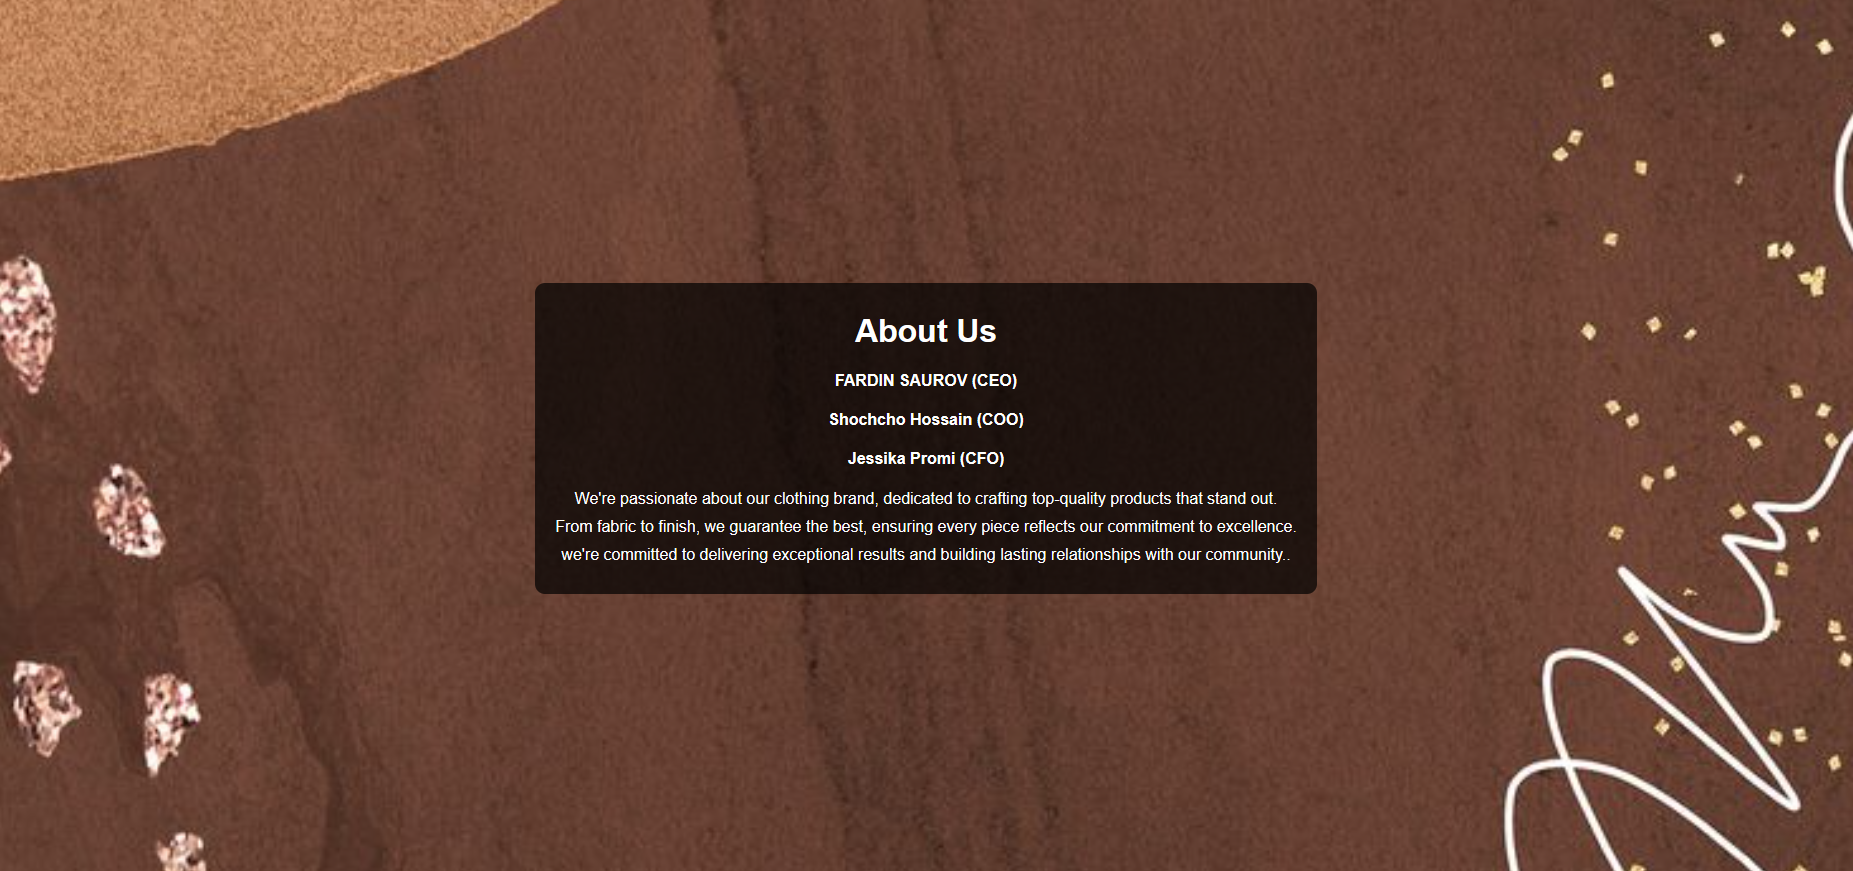 About Us
FARDIN SAUROV (CEO)
Shochcho Hossain (COO)
Jessika Promi (CFO)
We're passionate about our clothing brand, dedicated to crafting top-quality products that stand out.
From fabric to finish, we guarantee the best, ensuring every piece reflects our commitment to excellence.
we're committed to delivering exceptional results and building lasting relationships with our community..